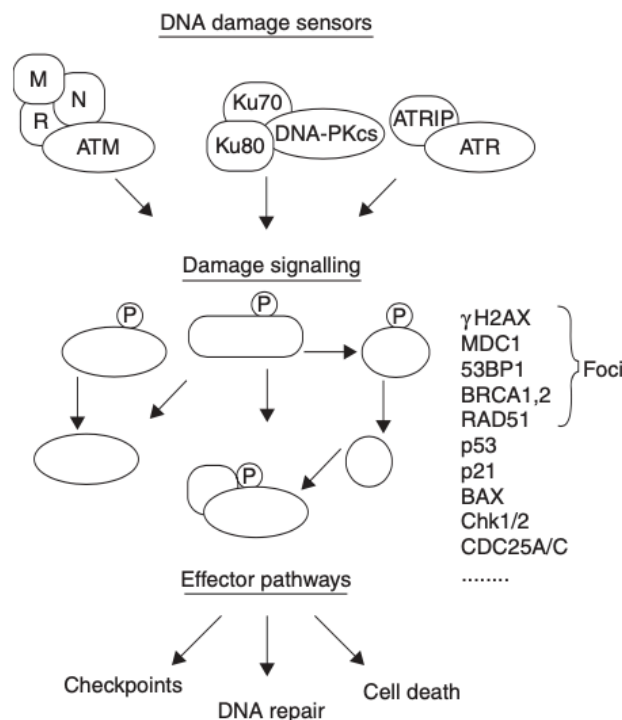 DNA damage sensors
M
N
R
ATM
Ku70
Ku80
DNA-PKcs
ATRIP
ATR
Damage signalling
P
P
P
P
γH2AX
MDC1
53BP1
BRCA1,2
RAD51
Foci
p53
p21
BAX
Chk1/2
CDC25A/C
........
Effector pathways
Checkpoints
DNA repair
Cell death